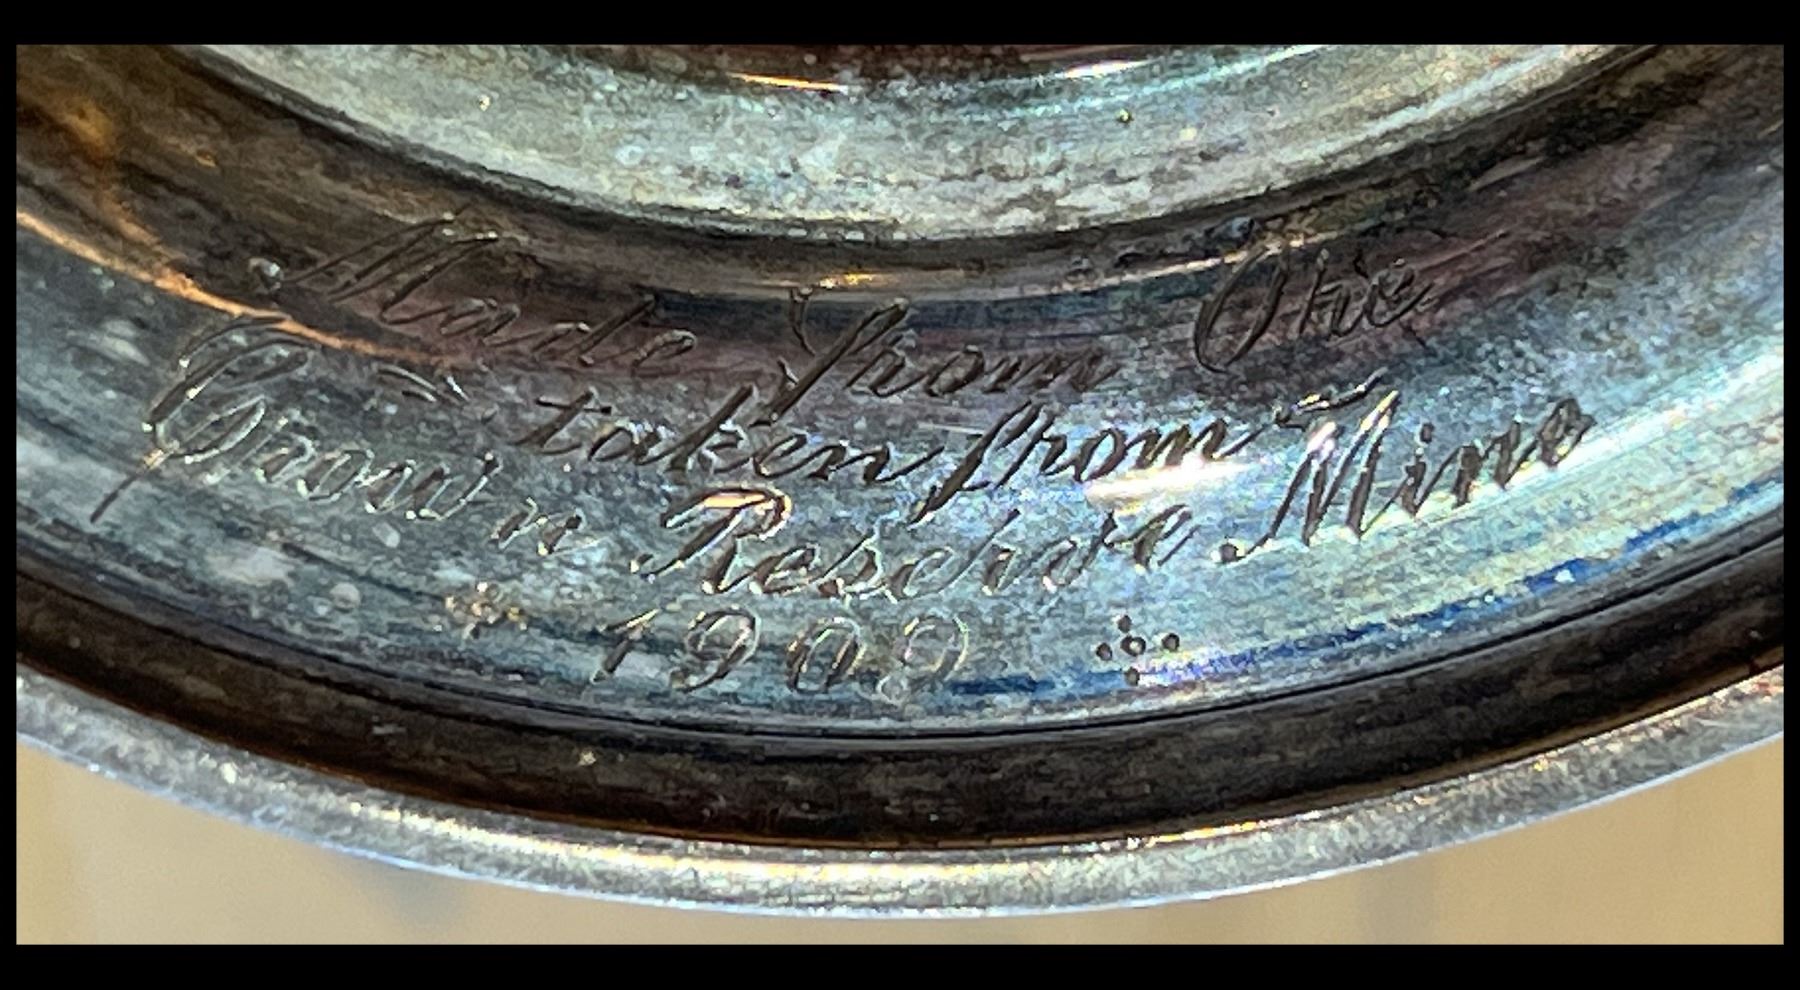 Made from Ore
taken from
Crown Reserve Mine
1909